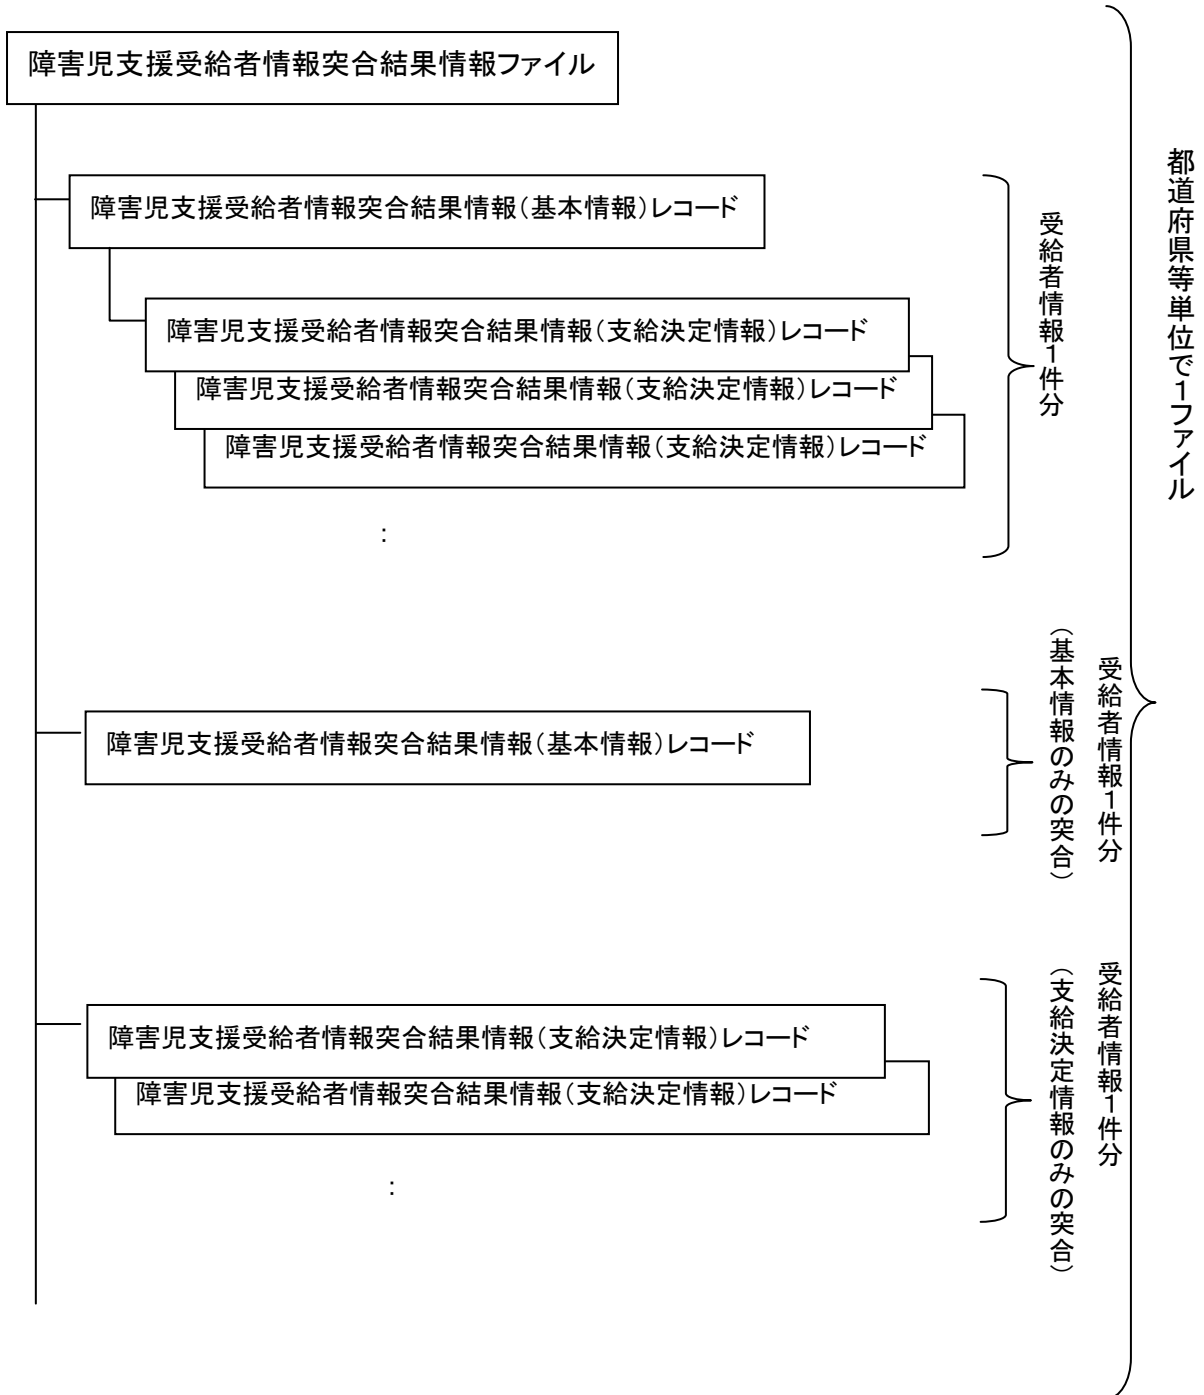 障害児支援受給者情報突合結果情報ファイル
都道府県等単位で1ファイル
障害児支援受給者情報突合結果情報（基本情報）レコード
受給者情報1件分
障害児支援受給者情報突合結果情報（支給決定情報）レコード
障害児支援受給者情報突合結果情報（支給決定情報）レコード
障害児支援受給者情報突合結果情報（支給決定情報）レコード
：
障害児支援受給者情報突合結果情報（基本情報）レコード
受給者情報1件分
（基本情報のみの突合）
障害児支援受給者情報突合結果情報（支給決定情報）レコード
障害児支援受給者情報突合結果情報（支給決定情報）レコード
：
受給者情報1件分
（支給決定情報のみの突合）